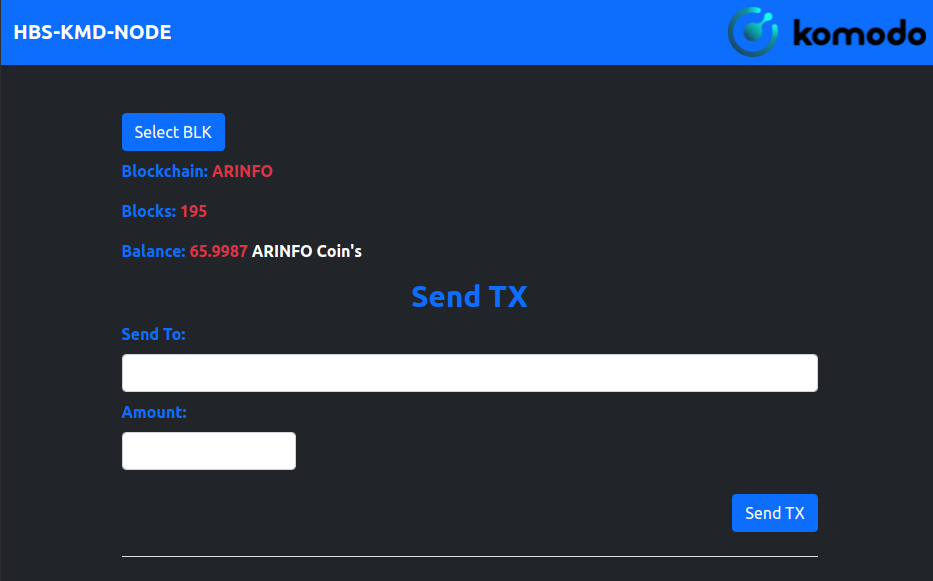 HBS-KMD-NODE
komodo
Select BLK
Blockchain: ARINFO
Blocks: 195
Balance: 65.9987 ARINFO Coin's
Send TX
Send To:
Amount:
Send TX